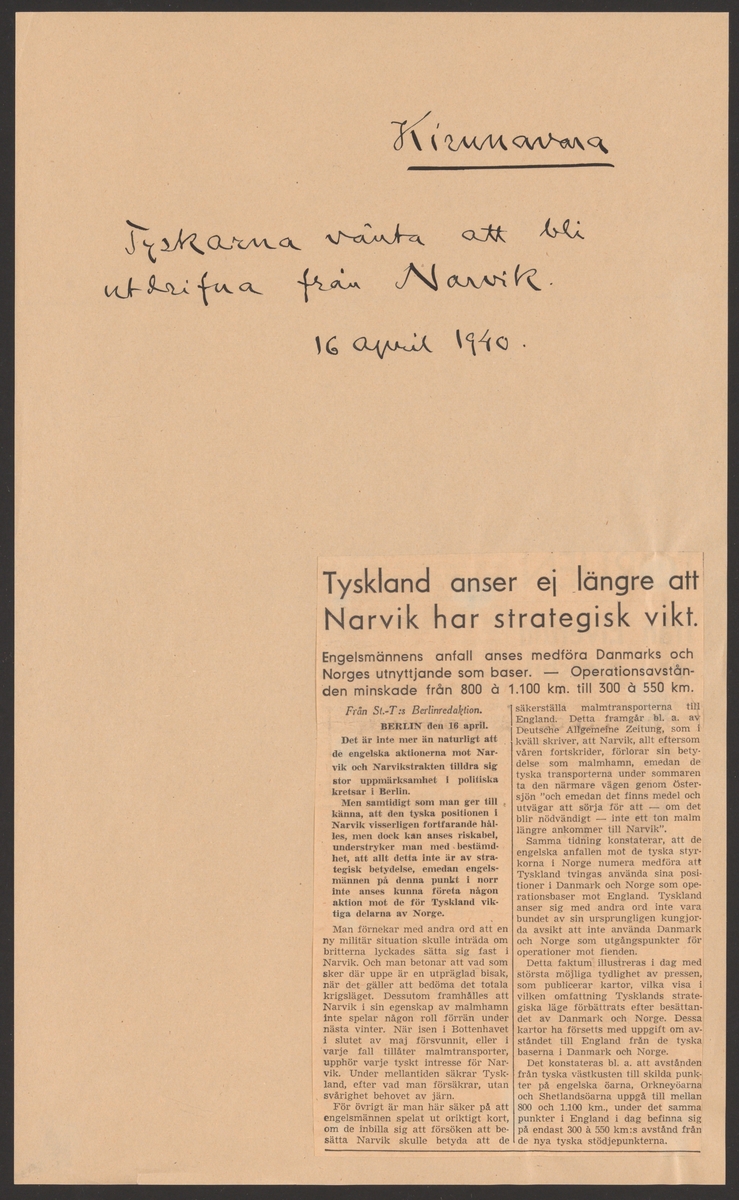 Kirunavara
Tyskarna vänta att bli
utdrifna från Narvik.
16 april 1940.
Tyskland anser ej längre att
Narvik har strategisk vikt.
Engelsmännens anfall anses medföra Danmarks och
Norges utnyttjande som baser. — Operationsavstån-
den minskade från 800 à 1.100 km. till 300 à 550 km.
Från St.-T:s Berlinredaktion.
BERLIN den 16 april.
Det är inte mer än naturligt att
de engelska aktionerna mot Nar-
vik och Narvikstrakten tilldra sig
stor uppmärksamhet i politiska
kretsar i Berlin.
Men samtidigt som man ger till
känna, att den tyska positionen i
Narvik visserligen fortfarande hål-
les, men dock kan anses riskabel,
understryker man med bestämd-
het, att allt detta inte är av stra-
tegisk betydelse, emedan engels-
männen på denna punkt i norr
inte anses kunna företa någon
aktion mot de för Tyskland vik-
tiga delarna av Norge.
Man förnekar med andra ord att en
ny militär situation skulle inträda om
britterna lyckades sätta sig fast i
Narvik. Och man betonar att vad som
sker där uppe är en utpräglad bisak,
när det gäller att bedöma det totala
krigsläget. Dessutom framhålles att
Narvik i sin egenskap av malmhamn
inte spelar någon roll förrän under
nästa vinter. När isen i Bottenhavet
i slutet av maj försvunnit, eller i
varje fall tillåter malmtransporter,
upphör varje tyskt intresse för Nar-
vik. Under mellantiden säkrar Tysk-
land, efter vad man försäkrar, utan
svårighet behovet av järn.
För övrigt är man här säker på att
engelsmännen spelat ut oriktigt kort,
om de inbilla sig att försöken att be-
sätta Narvik skulle betyda att de
säkerställa malmtransporterna till
England. Detta framgår bl. a. av
Deutsche Allgemeine Zeitung, som i
kväll skriver, att Narvik, allt eftersom
våren fortskrider, förlorar sin bety-
delse som malmhamn, emedan de
tyska transporterna under sommaren
ta den närmare vägen genom Öster-
sjön "och emedan det finns medel och
utvägar att sörja för att — om det
blir nödvändigt — inte ett ton malm
längre ankommer till Narvik".
Samma tidning konstaterar, att de
engelska anfallen mot de tyska styr-
korna i Norge numera medföra att
Tyskland tvingas använda sina posi-
tioner i Danmark och Norge som ope-
rationsbaser mot England. Tyskland
anser sig med andra ord inte vara
bundet av sin ursprungligen kungjor-
da avsikt att inte använda Danmark
och Norge som utgångspunkter för
operationer mot fienden.
Detta faktum illustreras i dag med
största möjliga tydlighet av pressen,
som publicerar kartor, vilka visa i
vilken omfattning Tysklands strate-
giska läge förbättrats efter besättan-
det av Danmark och Norge. Dessa
kartor ha försetts med uppgift om av-
ståndet till England från de tyska
baserna i Danmark och Norge.
Det konstateras bl. a. att avstånden
från tyska västkusten till skilda punk-
ter på engelska öarna, Orkneyöarna
och Shetlandsöarna uppgå till mellan
800 och 1.100 km., under det samma
punkter i England i dag befinna sig
på endast 300 à 550 km:s avstånd från
de nya tyska stödjepunkterna.